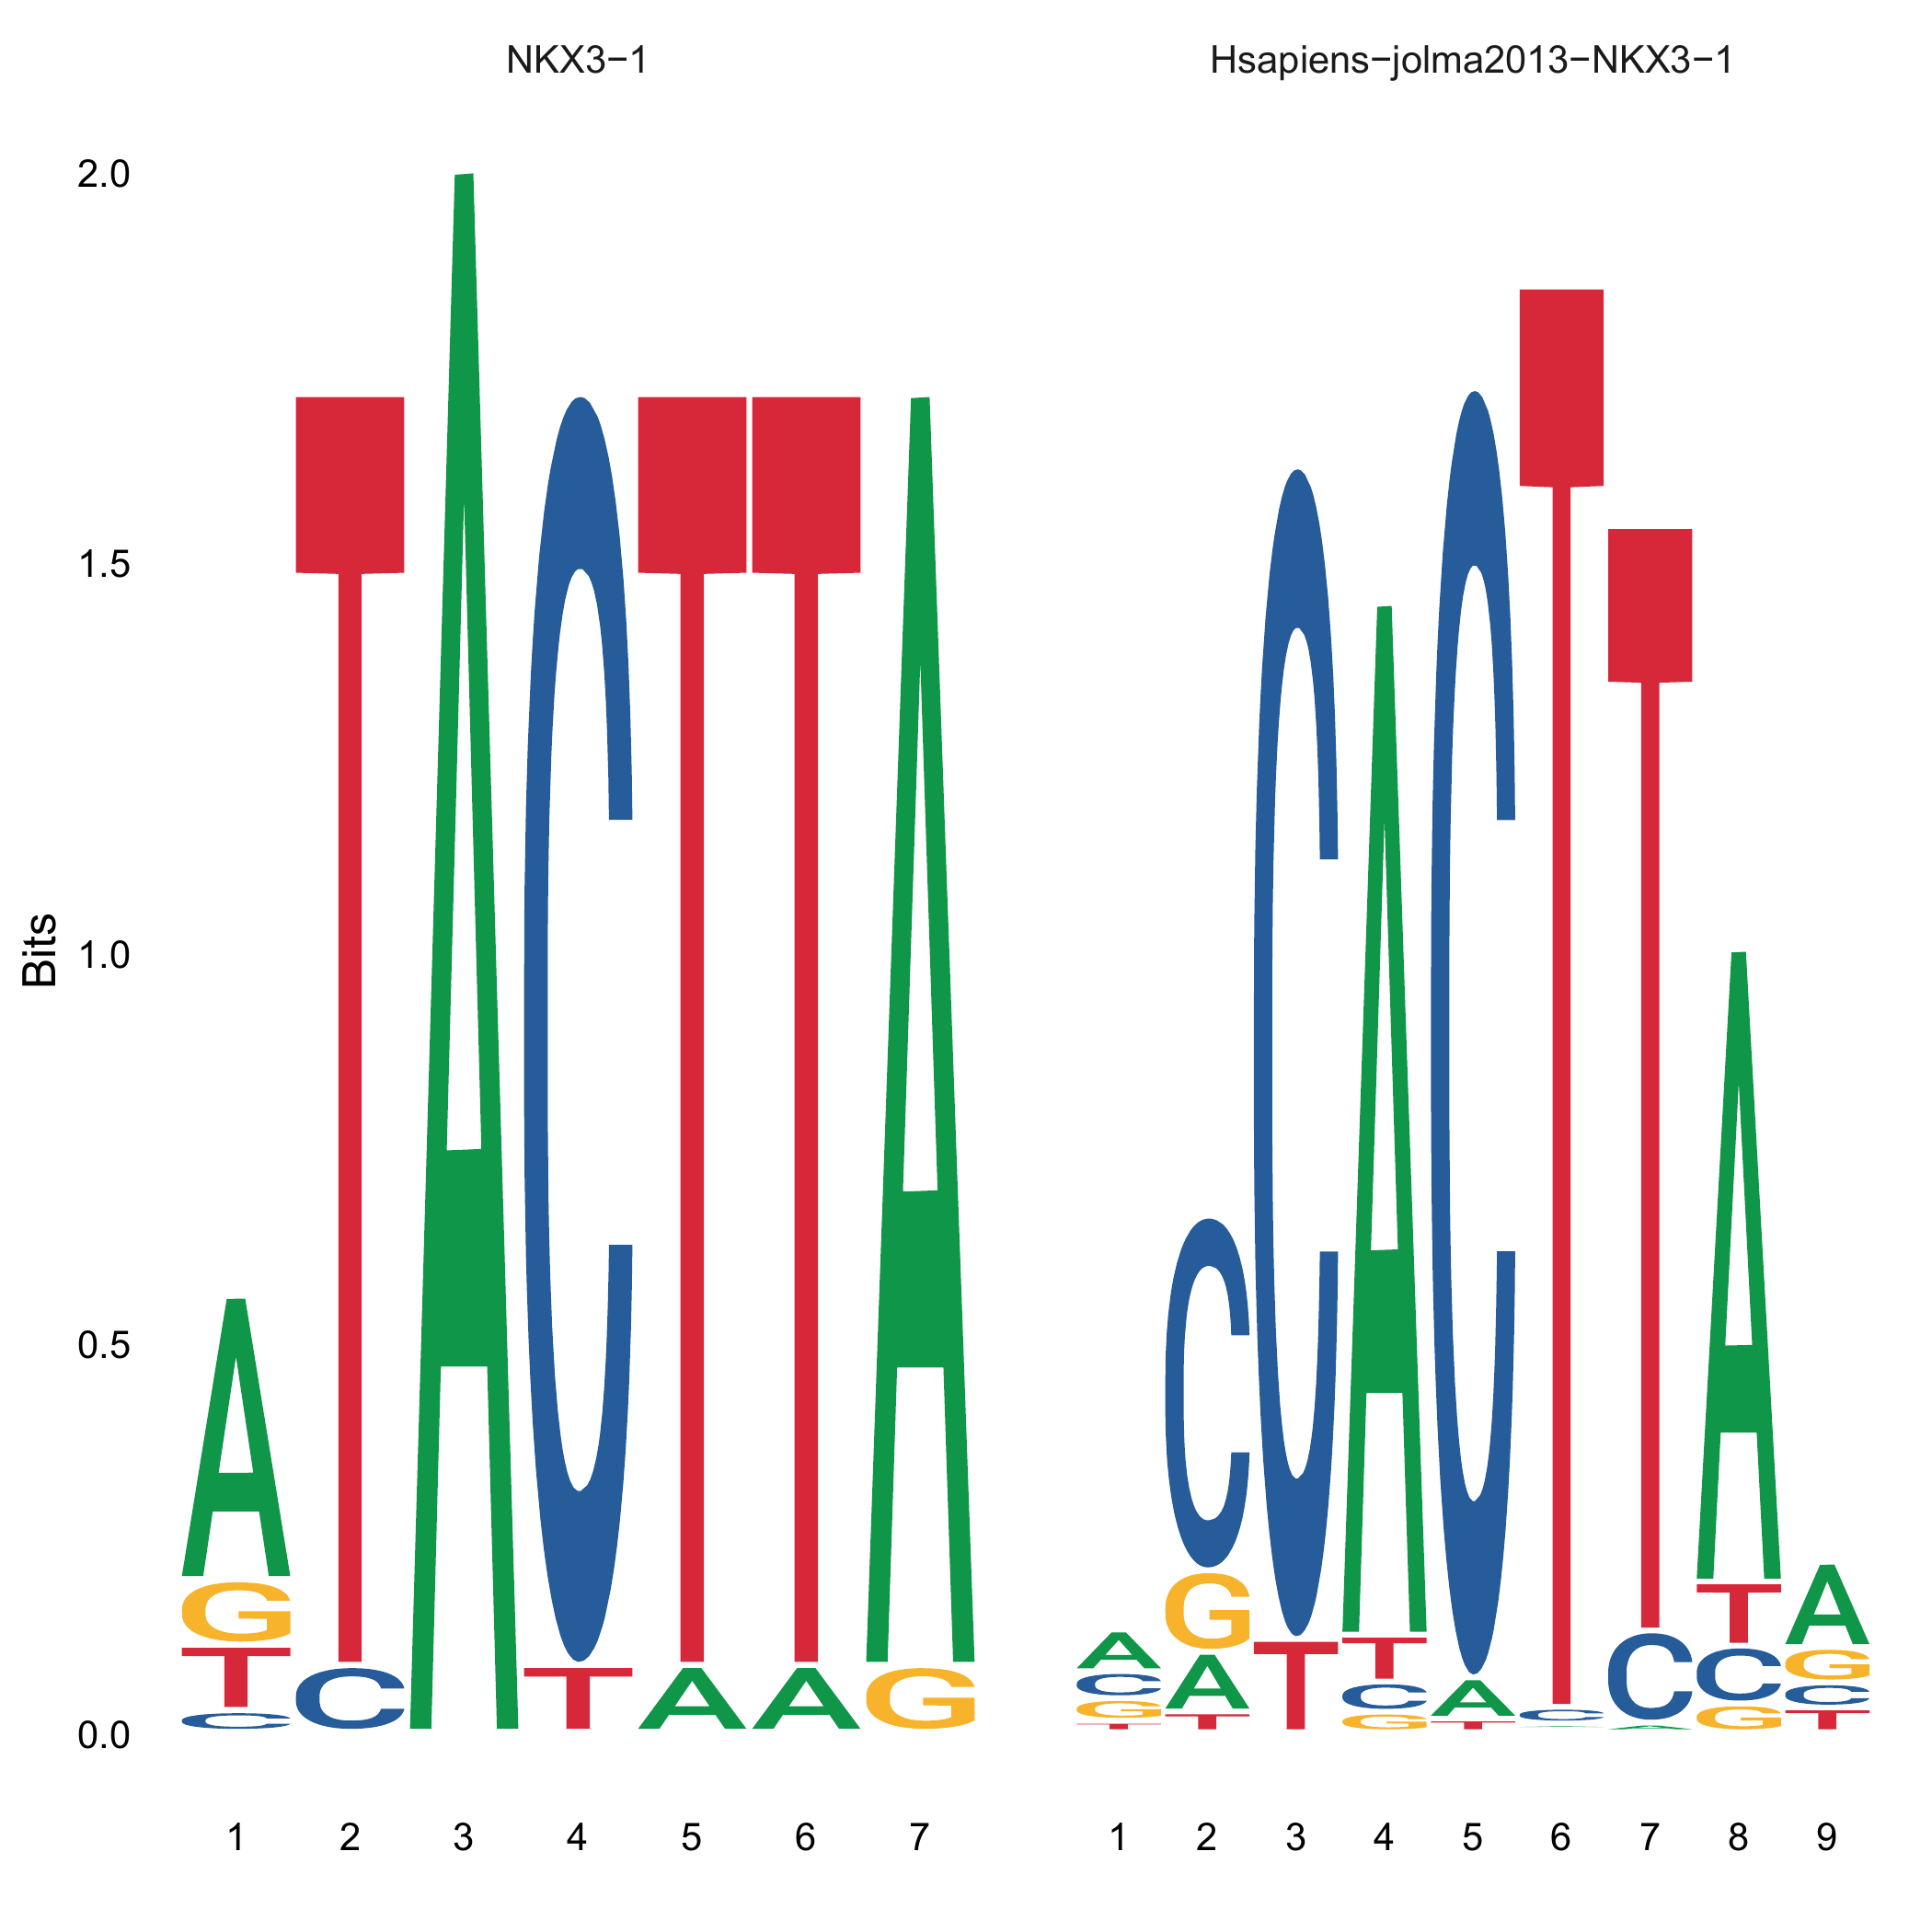 NKX3−1
Hsapiens−jolma2013−NKX3−1
Bits
2.0
1.5
1.0
0.5
0.0
A T A C T T A
G C T A A G
T
C
A C C A C T T A A
C G T T A C C T G
G A C T A C C
T T G G T
1 2 3 4 5 6 7
1 2 3 4 5 6 7 8 9